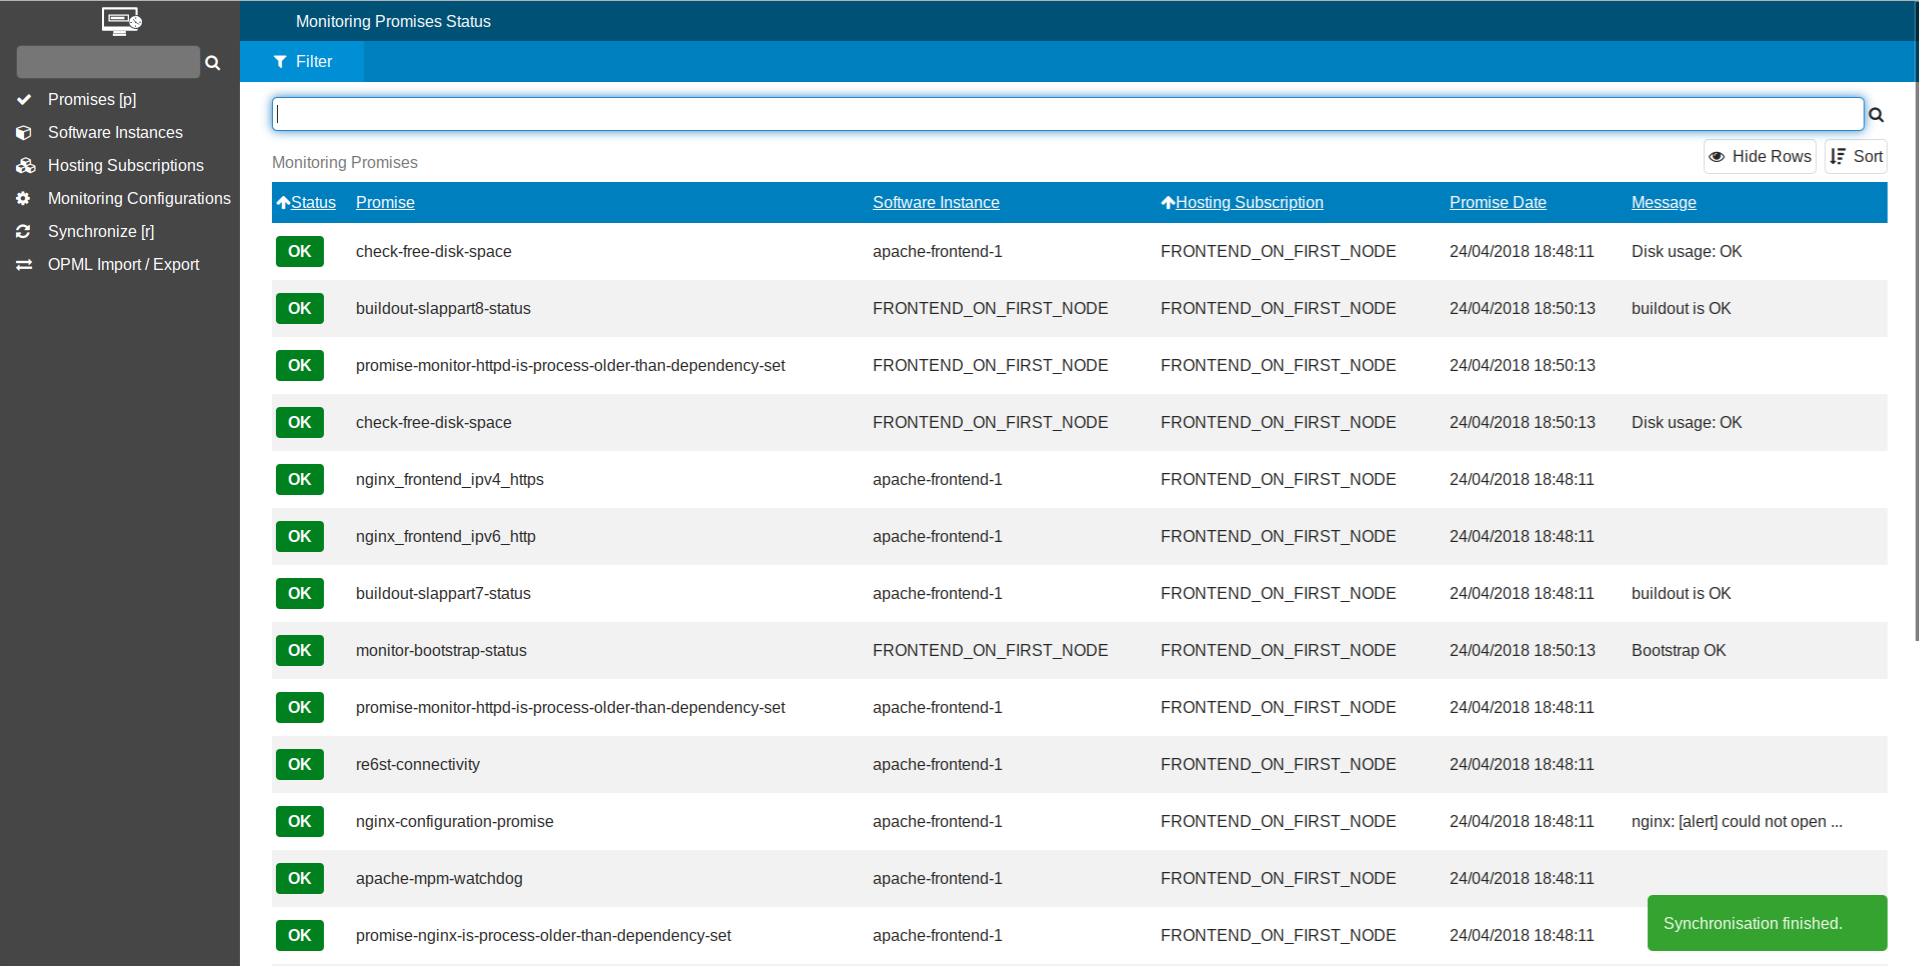 Monitoring Promises Status
Filter
Promises [p]
Software Instances
Hosting Subscriptions
Monitoring Configurations
Synchronize [r]
OPML Import / Export
Monitoring Promises
Hide Rows
Sort
Status Promise Software Instance Hosting Subscription Promise Date Message
OK check-free-disk-space apache-frontend-1 FRONTEND_ON_FIRST_NODE 24/04/2018 18:48:11 Disk usage: OK
OK buildout-slappart8-status FRONTEND_ON_FIRST_NODE FRONTEND_ON_FIRST_NODE 24/04/2018 18:50:13 buildout is OK
OK promise-monitor-httpd-is-process-older-than-dependency-set FRONTEND_ON_FIRST_NODE FRONTEND_ON_FIRST_NODE 24/04/2018 18:50:13
OK check-free-disk-space FRONTEND_ON_FIRST_NODE FRONTEND_ON_FIRST_NODE 24/04/2018 18:50:13 Disk usage: OK
OK nginx_frontend_ipv4_https apache-frontend-1 FRONTEND_ON_FIRST_NODE 24/04/2018 18:48:11
OK nginx_frontend_ipv6_http apache-frontend-1 FRONTEND_ON_FIRST_NODE 24/04/2018 18:48:11
OK buildout-slappart7-status apache-frontend-1 FRONTEND_ON_FIRST_NODE 24/04/2018 18:48:11 buildout is OK
OK monitor-bootstrap-status FRONTEND_ON_FIRST_NODE FRONTEND_ON_FIRST_NODE 24/04/2018 18:50:13 Bootstrap OK
OK promise-monitor-httpd-is-process-older-than-dependency-set apache-frontend-1 FRONTEND_ON_FIRST_NODE 24/04/2018 18:48:11
OK re6st-connectivity apache-frontend-1 FRONTEND_ON_FIRST_NODE 24/04/2018 18:48:11
OK nginx-configuration-promise apache-frontend-1 FRONTEND_ON_FIRST_NODE 24/04/2018 18:48:11 nginx: [alert] could not open ...
OK apache-mpm-watchdog apache-frontend-1 FRONTEND_ON_FIRST_NODE 24/04/2018 18:48:11
OK promise-nginx-is-process-older-than-dependency-set apache-frontend-1 FRONTEND_ON_FIRST_NODE 24/04/2018 18:48:11
Synchronisation finished.